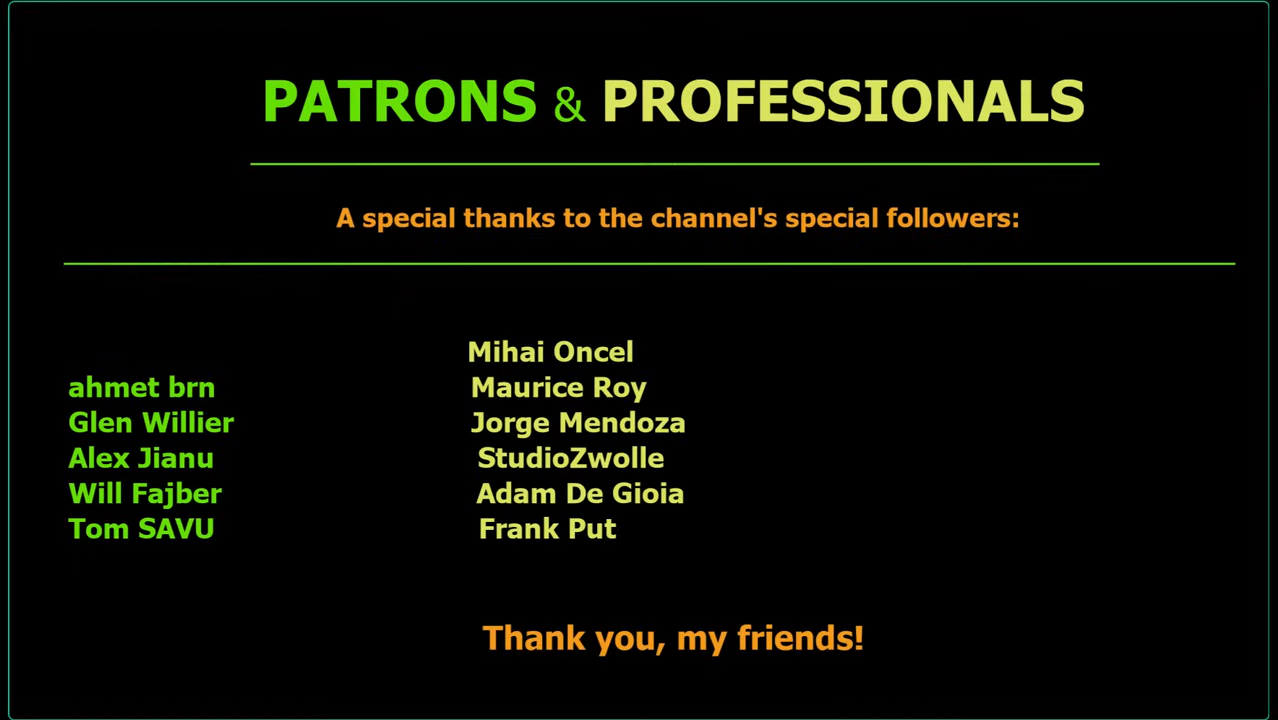 PATRONS & PROFESSIONALS
A special thanks to the channel's special followers:
Mihai Oncel
ahmet brn Maurice Roy
Glen Willier Jorge Mendoza
Alex Jianu StudioZwolle
Will Fajber Adam De Gioia
Tom SAVU Frank Put
Thank you, my friends!